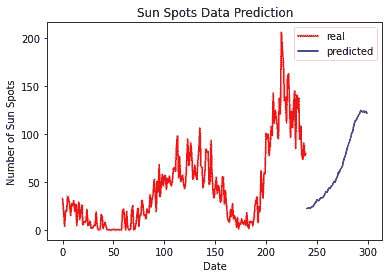 Sun Spots Data Prediction
real
predicted
Number of Sun Spots
200
150
100
50
0
0 50 100 150 200 250 300
Date